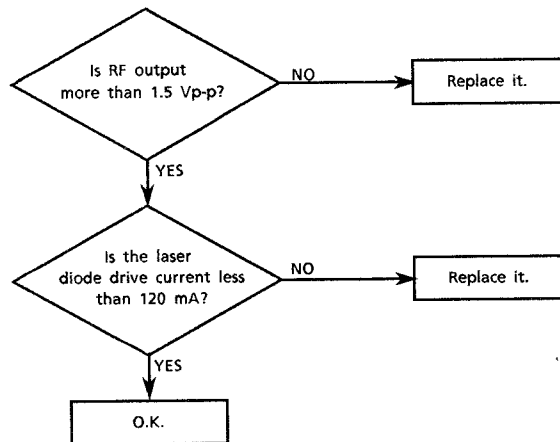 Is RF output
more than 1.5 Vp-p?
NO
Replace it.
YES
Is the laser
diode drive current less
than 120 mA?
NO
Replace it.
YES
O.K.